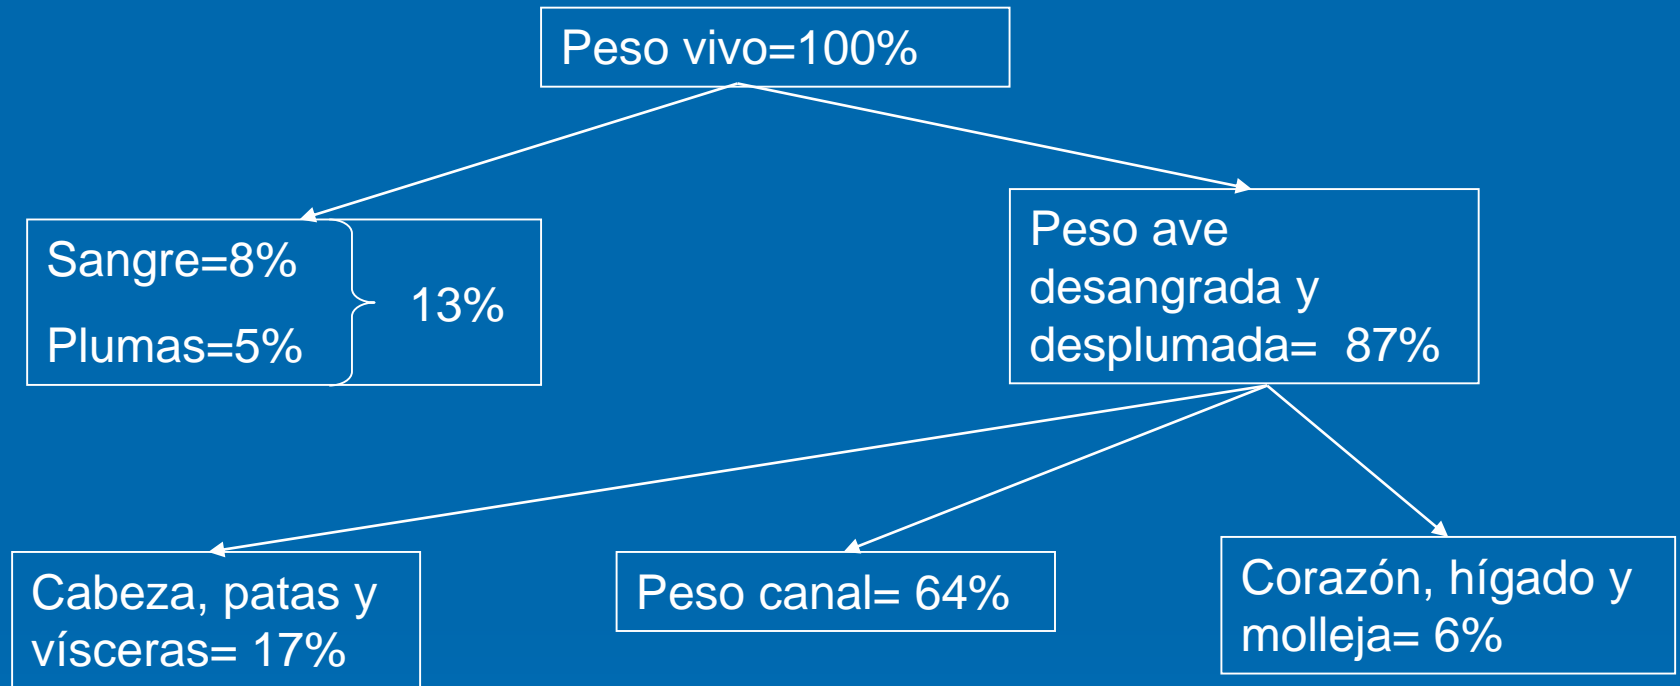 Peso vivo=100%
Sangre=8%
Plumas=5%
13%
Peso ave
desangrada y
desplumada= 87%
Cabeza, patas y
vísceras= 17%
Peso canal= 64%
Corazón, hígado y
molleja= 6%